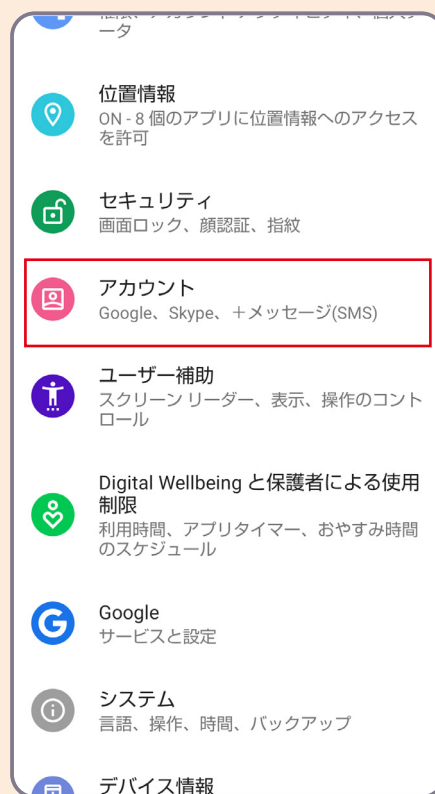 ータ
位置情報
ON - 8 個のアプリに位置情報へのアクセス
を許可
セキュリティ
画面ロック、顔認証、指紋
アカウント
Google、Skype、＋メッセージ(SMS)
ユーザー補助
スクリーン リーダー、表示、操作のコント
ロール
Digital Wellbeing と保護者による使用
制限
利用時間、アプリタイマー、おやすみ時間
のスケジュール
Google
サービスと設定
システム
言語、操作、時間、バックアップ
デバイス情報